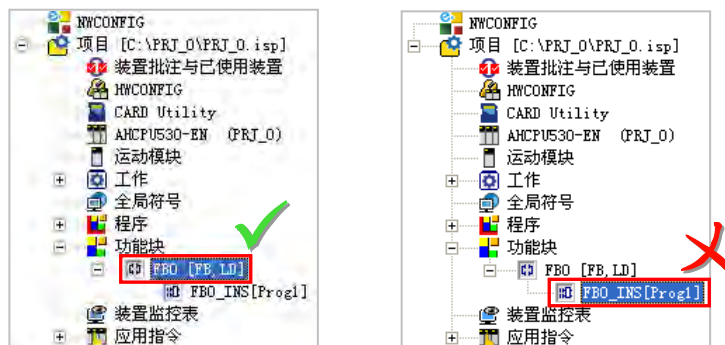 NWCONFIG
项目 [C:\PRJ_0\PRJ_0.isp]
装置批注与已使用装置
HWCONFIG
CARD Utility
AHCPU530-EN (PRJ_0)
运动模块
工作
全局符号
程序
功能块
FB0 [FB,LD]
FB0_INS[Prog1]
装置监控表
应用指令
NWCONFIG
项目 [C:\PRJ_0\PRJ_0.isp]
装置批注与已使用装置
HWCONFIG
CARD Utility
AHCPU530-EN (PRJ_0)
运动模块
工作
全局符号
程序
功能块
FB0 [FB,LD]
FB0_INS[Prog1]
装置监控表
应用指令